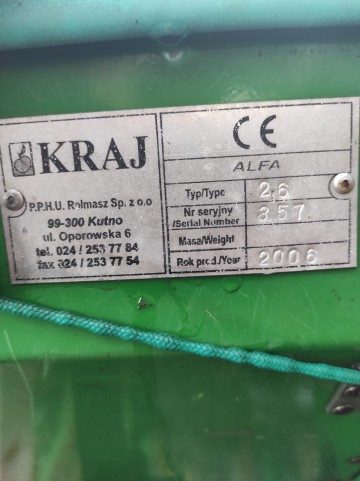 KRAJ
P.P.H.U. Rolmasz Sp. z o.o
99-300 Kutno
ul. Oporowska 6
tel. 024 / 253 77 84
fax 024 / 253 77 54
CE
ALFA
Typ/Type 2,6
Nr seryjny
/Serial Number 357
Masa/Weight
Rok prod./Year 2006